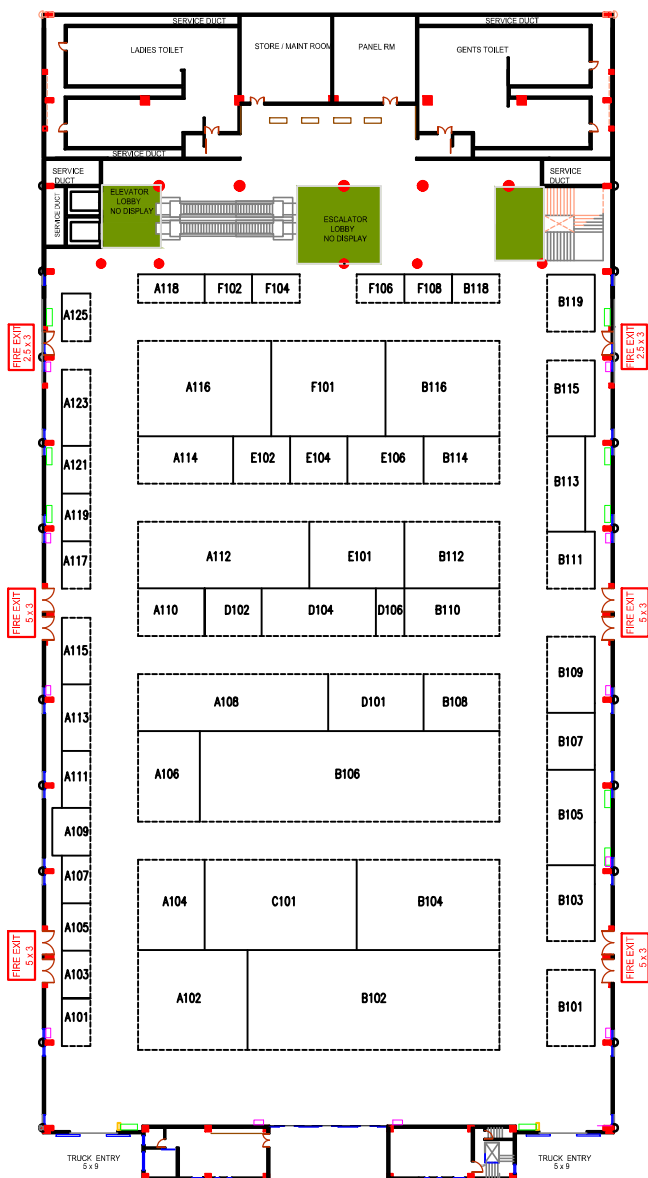 SERVICE DUCT
SERVICE DUCT
LADIES TOILET
STORE / MAINT ROOM
PANEL RM
GENTS TOILET
SERVICE DUCT
SERVICE
DUCT
SERVICE
DUCT
SERVICE DUCT
ELEVATOR
LOBBY
NO DISPLAY
ESCALATOR
LOBBY
NO DISPLAY
A118
F102
F104
F106
F108
B118
B119
A125
FIRE EXIT
2.5 x 3
FIRE EXIT
2.5 x 3
A116
F101
B116
B115
A123
A114
E102
E104
E106
B114
A121
B113
A119
A117
A112
E101
B112
B111
A110
D102
D104
D106
B110
FIRE EXIT
5 x 3
FIRE EXIT
5 x 3
A115
B109
A113
A108
D101
B108
B107
A111
A106
B106
B105
A109
A107
A104
C101
B104
B103
A105
FIRE EXIT
5 x 3
FIRE EXIT
5 x 3
A103
A102
B102
B101
A101
TRUCK ENTRY
5 x 9
TRUCK ENTRY
5 x 9